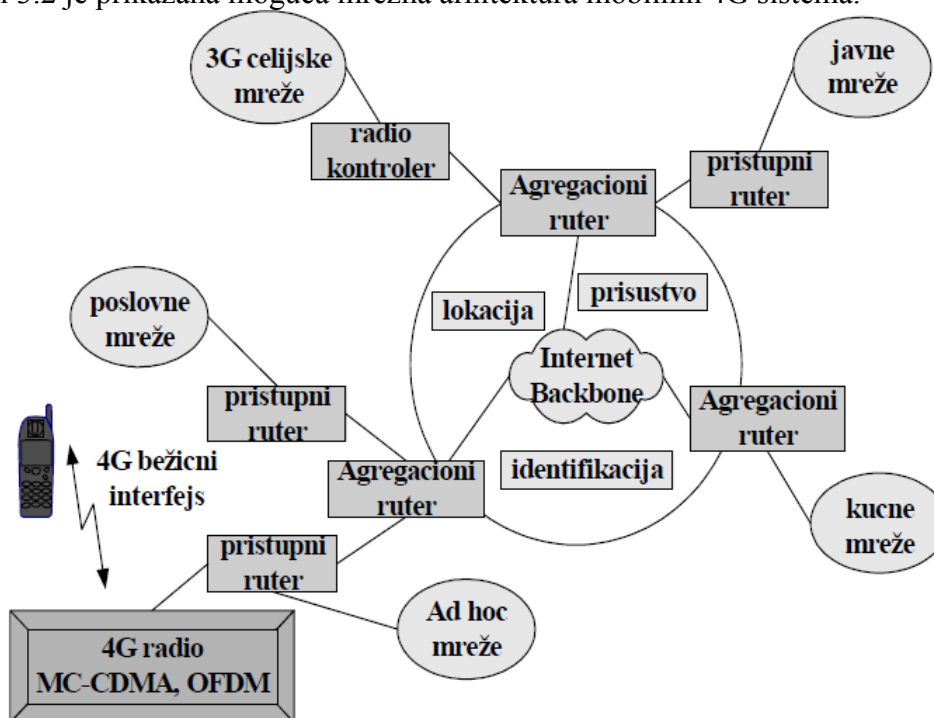 i 3.2 je prikazana moguća mrežna arhitektura mobilnih 4G sistema.
3G celijske
mreže
javne
mreže
radio
kontroler
pristupni
ruter
Agregacioni
ruter
poslovne
mreže
lokacija
prisustvo
Internet
Backbone
pristupni
ruter
Agregacioni
ruter
4G bežicni
interfejs
Agregacioni
ruter
identifikacija
kucne
mreže
pristupni
ruter
Ad hoc
mreže
4G radio
MC-CDMA, OFDM